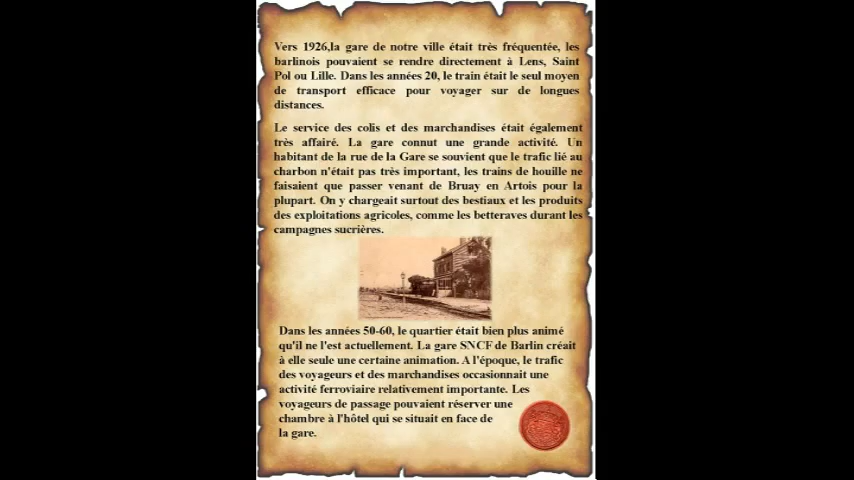 Vers 1926,la gare de notre ville était très fréquentée, les
barlinois pouvaient se rendre directement à Lens, Saint
Pol ou Lille. Dans les années 20, le train était le seul moyen
de transport efficace pour voyager sur de longues
distances.
Le service des colis et des marchandises était également
très affairé. La gare connut une grande activité. Un
habitant de la rue de la Gare se souvient que le trafic lié au
charbon n'était pas très important, les trains de houille ne
faisaient que passer venant de Bruay en Artois pour la
plupart. On y chargeait surtout des bestiaux et les produits
des exploitations agricoles, comme les betteraves durant les
campagnes sucrières.
Dans les années 50-60, le quartier était bien plus animé
qu'il ne l'est actuellement. La gare SNCF de Barlin créait
à elle seule une certaine animation. A l'époque, le trafic
des voyageurs et des marchandises occasionnait une
activité ferroviaire relativement importante. Les
voyageurs de passage pouvaient réserver une
chambre à l'hôtel qui se situait en face de
la gare.